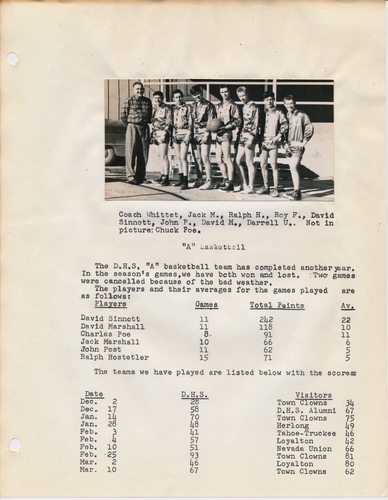 Coach Whittet, Jack M., Ralph H., Roy F., David
Sinnott, John P., David M., Darrell U.. Not in
picture:Chuck Poe.
"A" Basketball
The D.H.S. "A" basketball team has completed another year.
In the season's games,we have both won and lost. Two games
were cancelled because of the bad weather.
The players and their averages for the games played are
as follows:
Players Games Total Points Av.
David Sinnott 11 242 22
David Marshall 11 118 10
Charles Poe 8 91 11
Jack Marshall 10 66 6
John Post 11 62 5
Ralph Hostetler 15 71 5
The teams we have played are listed below with the scores:
Date D.H.S. Visitors
Dec. 2 28 Town Clowns 34
Dec. 17 58 D.H.S. Alumni 67
Jan. 14 70 Town Clowns 75
Jan. 28 48 Herlong 49
Feb. 3 41 Tahoe-Truckee 46
Feb. 4 57 Loyalton 42
Feb. 10 51 Nevada Union 66
Feb. 25 93 Town Clowns 81
Mar. 2 46 Loyalton 80
Mar. 10 67 Town Clowns 62